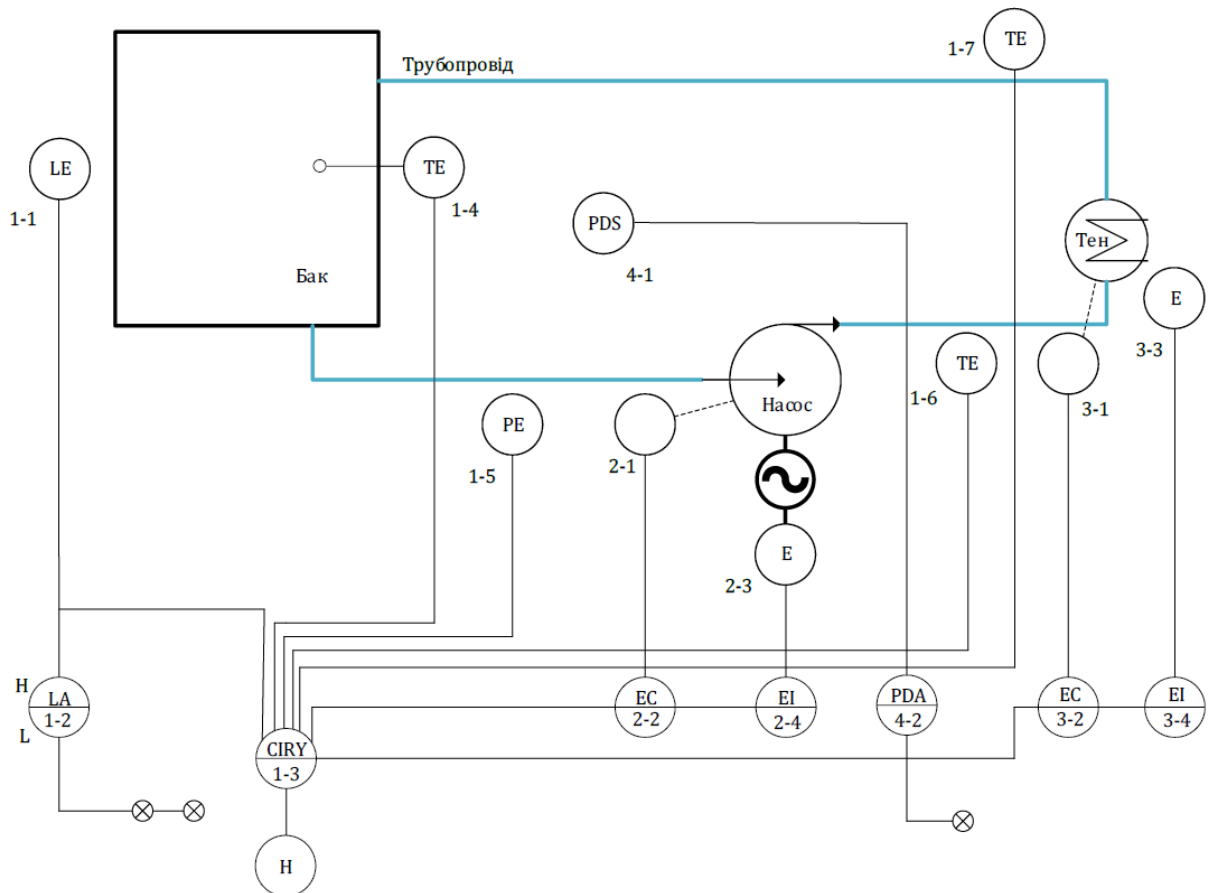 TE
1-7
Трубопровід
LE
1-1
TE
1-4
PDS
4-1
Тен
Бак
E
3-3
TE
1-6
3-1
Насос
PE
1-5
2-1
E
2-3
H
LA
1-2
L
EC
2-2
EI
2-4
PDA
4-2
EC
3-2
EI
3-4
CIRY
1-3
H